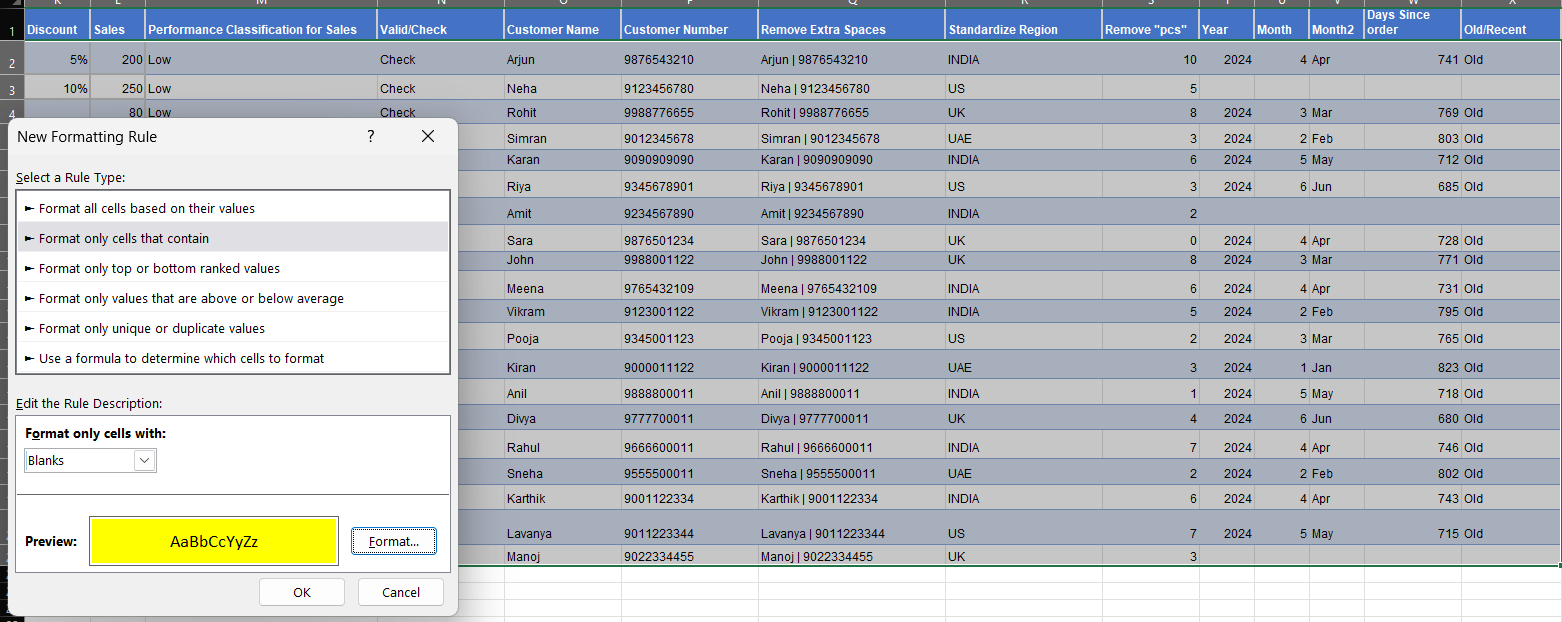 Discount Sales Performance Classification for Sales Valid/Check Customer Name Customer Number Remove Extra Spaces Standardize Region Remove "pcs" Year Month Month2 Days Since order Old/Recent
1
2 5% 200 Low Check Arjun 9876543210 Arjun | 9876543210 INDIA 10 2024 4 Apr 741 Old
3 10% 250 Low Check Neha 9123456780 Neha | 9123456780 US 5
4 80 Low Check Rohit 9988776655 Rohit | 9988776655 UK 8 2024 3 Mar 769 Old
Simran 9012345678 Simran | 9012345678 UAE 3 2024 2 Feb 803 Old
Karan 9090909090 Karan | 9090909090 INDIA 6 2024 5 May 712 Old
Riya 9345678901 Riya | 9345678901 US 3 2024 6 Jun 685 Old
Amit 9234567890 Amit | 9234567890 INDIA 2
Sara 9876501234 Sara | 9876501234 UK 0 2024 4 Apr 728 Old
John 9988001122 John | 9988001122 UK 8 2024 3 Mar 771 Old
Meena 9765432109 Meena | 9765432109 INDIA 6 2024 4 Apr 731 Old
Vikram 9123001122 Vikram | 9123001122 INDIA 5 2024 2 Feb 795 Old
Pooja 9345001123 Pooja | 9345001123 US 2 2024 3 Mar 765 Old
Kiran 9000011122 Kiran | 9000011122 UAE 3 2024 1 Jan 823 Old
Anil 9888800011 Anil | 9888800011 INDIA 1 2024 5 May 718 Old
Divya 9777700011 Divya | 9777700011 UK 4 2024 6 Jun 680 Old
Rahul 9666600011 Rahul | 9666600011 INDIA 7 2024 4 Apr 746 Old
Sneha 9555500011 Sneha | 9555500011 UAE 2 2024 2 Feb 802 Old
Karthik 9001122334 Karthik | 9001122334 INDIA 6 2024 4 Apr 743 Old
Lavanya 9011223344 Lavanya | 9011223344 US 7 2024 5 May 715 Old
Manoj 9022334455 Manoj | 9022334455 UK 3
New Formatting Rule ?
Select a Rule Type:
► Format all cells based on their values
► Format only cells that contain
► Format only top or bottom ranked values
► Format only values that are above or below average
► Format only unique or duplicate values
► Use a formula to determine which cells to format
Edit the Rule Description:
Format only cells with:
Blanks
Preview: AaBbCcYyZz Format...
OK Cancel